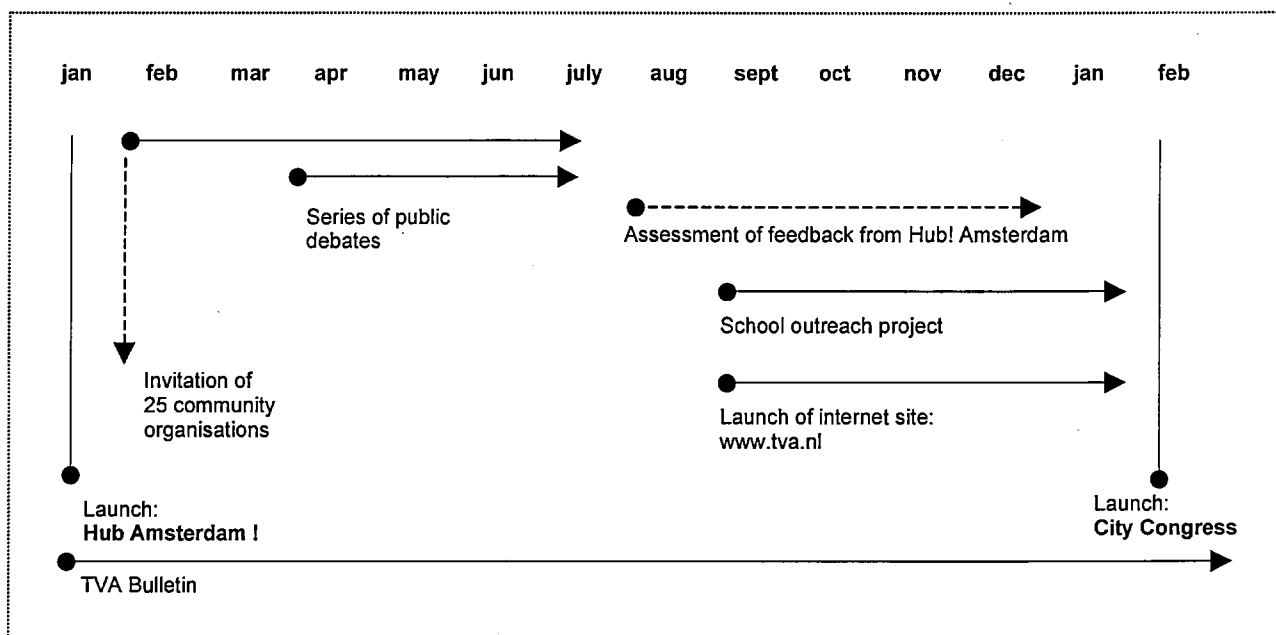 jan feb mar apr may jun july aug sept oct nov dec jan feb
Series of public
debates
Assessment of feedback from Hub! Amsterdam
School outreach project
Invitation of
25 community
organisations
Launch of internet site:
www.tva.nl
Launch:
Hub Amsterdam !
Launch:
City Congress
TVA Bulletin